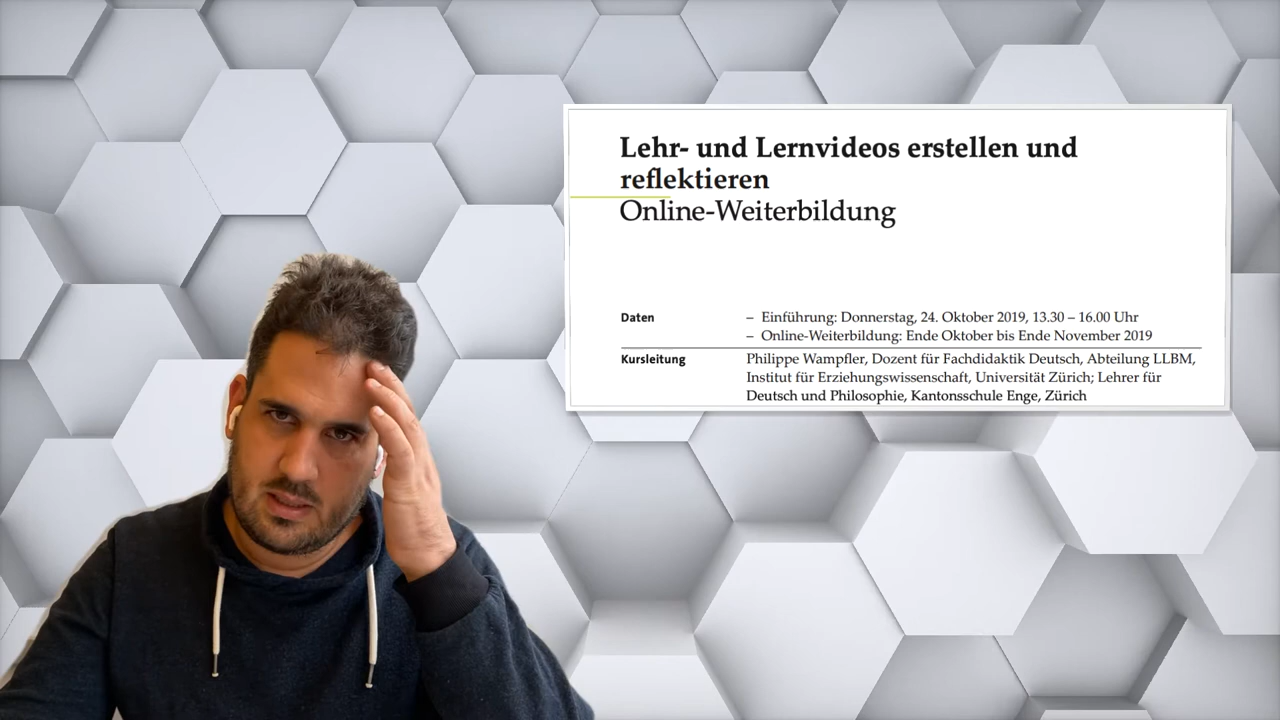 Lehr- und Lernvideos erstellen und
reflektieren
Online-Weiterbildung
Daten
– Einführung: Donnerstag, 24. Oktober 2019, 13.30 – 16.00 Uhr
– Online-Weiterbildung: Ende Oktober bis Ende November 2019
Kursleitung
Philippe Wampfler, Dozent für Fachdidaktik Deutsch, Abteilung LLBM,
Institut für Erziehungswissenschaft, Universität Zürich; Lehrer für
Deutsch und Philosophie, Kantonsschule Enge, Zürich